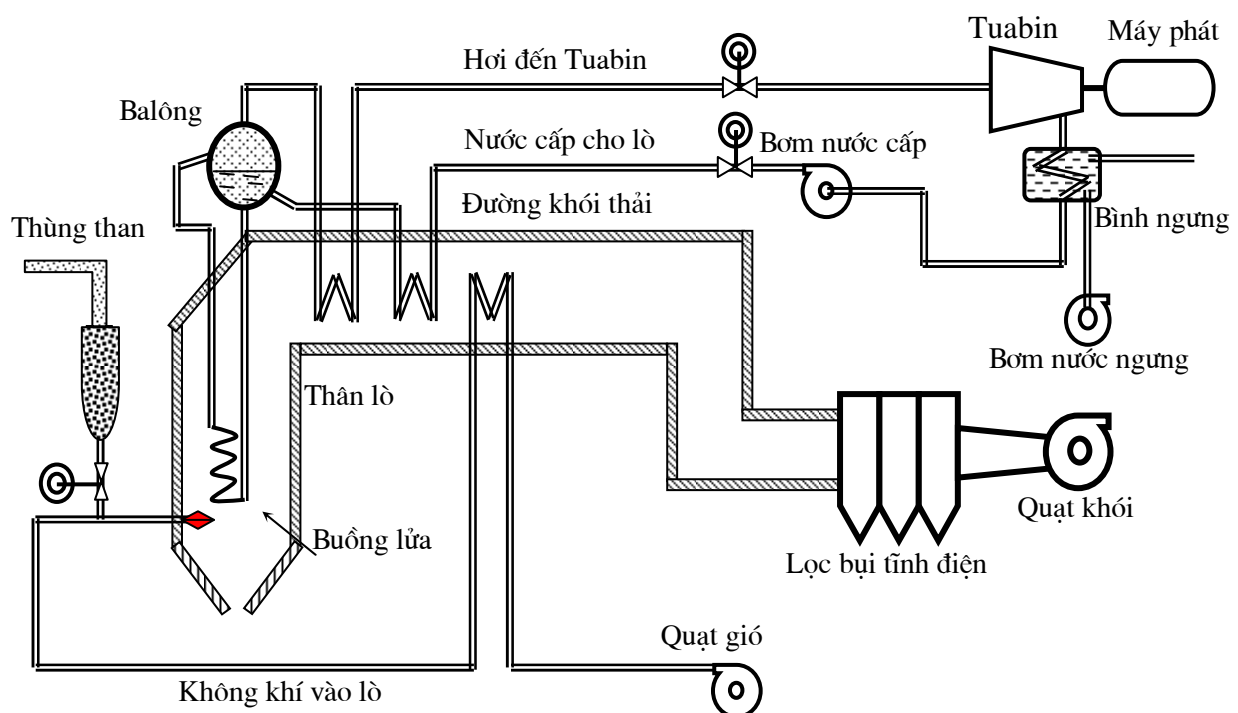 Tuabin
Máy phát
Hơi đến Tuabin
Balông
Nước cấp cho lò
Bơm nước cấp
Đường khói thải
Bình ngưng
Thùng than
Bơm nước ngưng
Thân lò
Quạt khói
Buồng lửa
Lọc bụi tĩnh điện
Quạt gió
Không khí vào lò